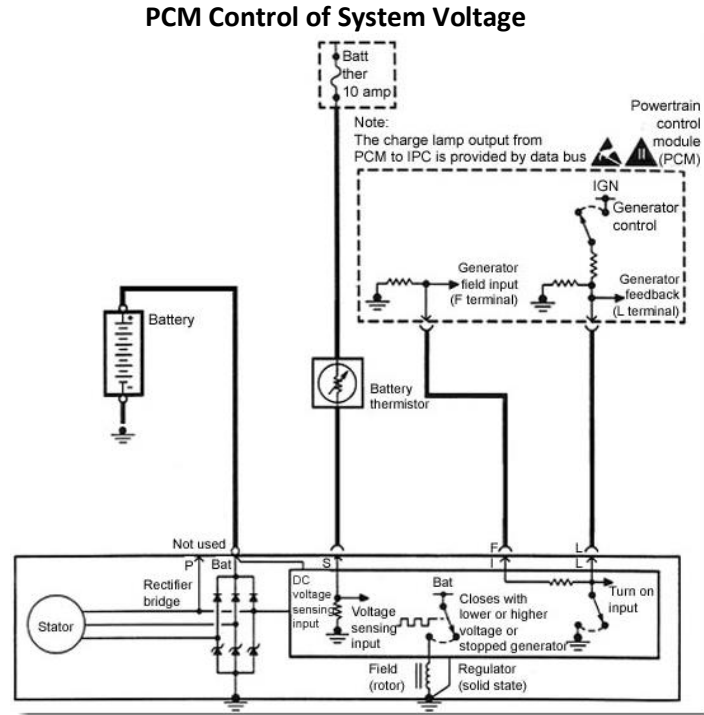 PCM Control of System Voltage
Batt
ther
10 amp
Note:
The charge lamp output from
PCM to IPC is provided by data bus
Powertrain
control
module
(PCM)
II
IGN
Generator
control
Generator
field input
(F terminal)
Generator
feedback
(L terminal)
+
Battery
-
Battery
thermistor
Not used
P
Bat
S
F
I
L
L
Rectifier
bridge
Stator
DC
voltage
sensing
input
Voltage
sensing
input
Bat
Closes with
lower or higher
voltage or
stopped generator
Turn on
input
Field
(rotor)
Regulator
(solid state)